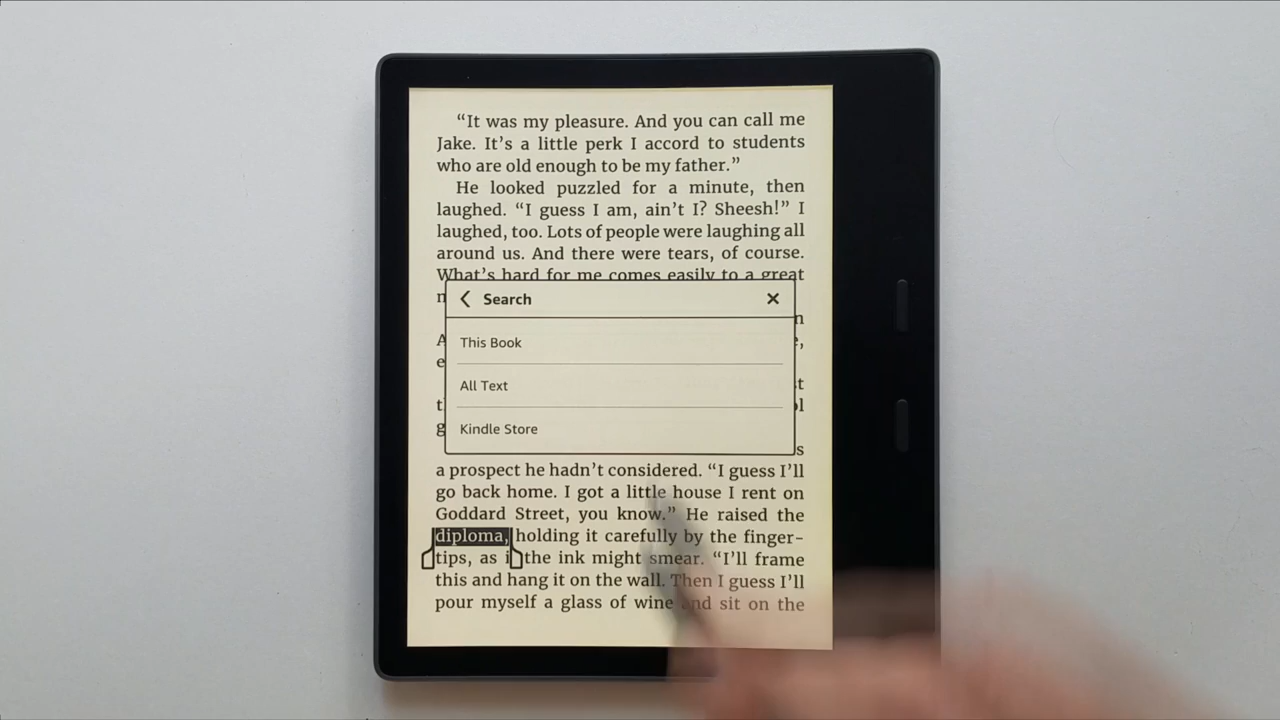 “It was my pleasure. And you can call me
Jake. It’s a little perk I accord to students
who are old enough to be my father.”
He looked puzzled for a minute, then
laughed. “I guess I am, ain’t I? Sheesh!” I
laughed, too. Lots of people were laughing all
around us. And there were tears, of course.
What’s hard for me comes easily to a great
Search
This Book
All Text
Kindle Store
a prospect he hadn’t considered. “I guess I’ll
go back home. I got a little house I rent on
Goddard Street, you know.” He raised the
diploma, holding it carefully by the finger-
tips, as the ink might smear. “I’ll frame
this and hang it on the wall. Then I guess I’ll
pour myself a glass of wine and sit on the